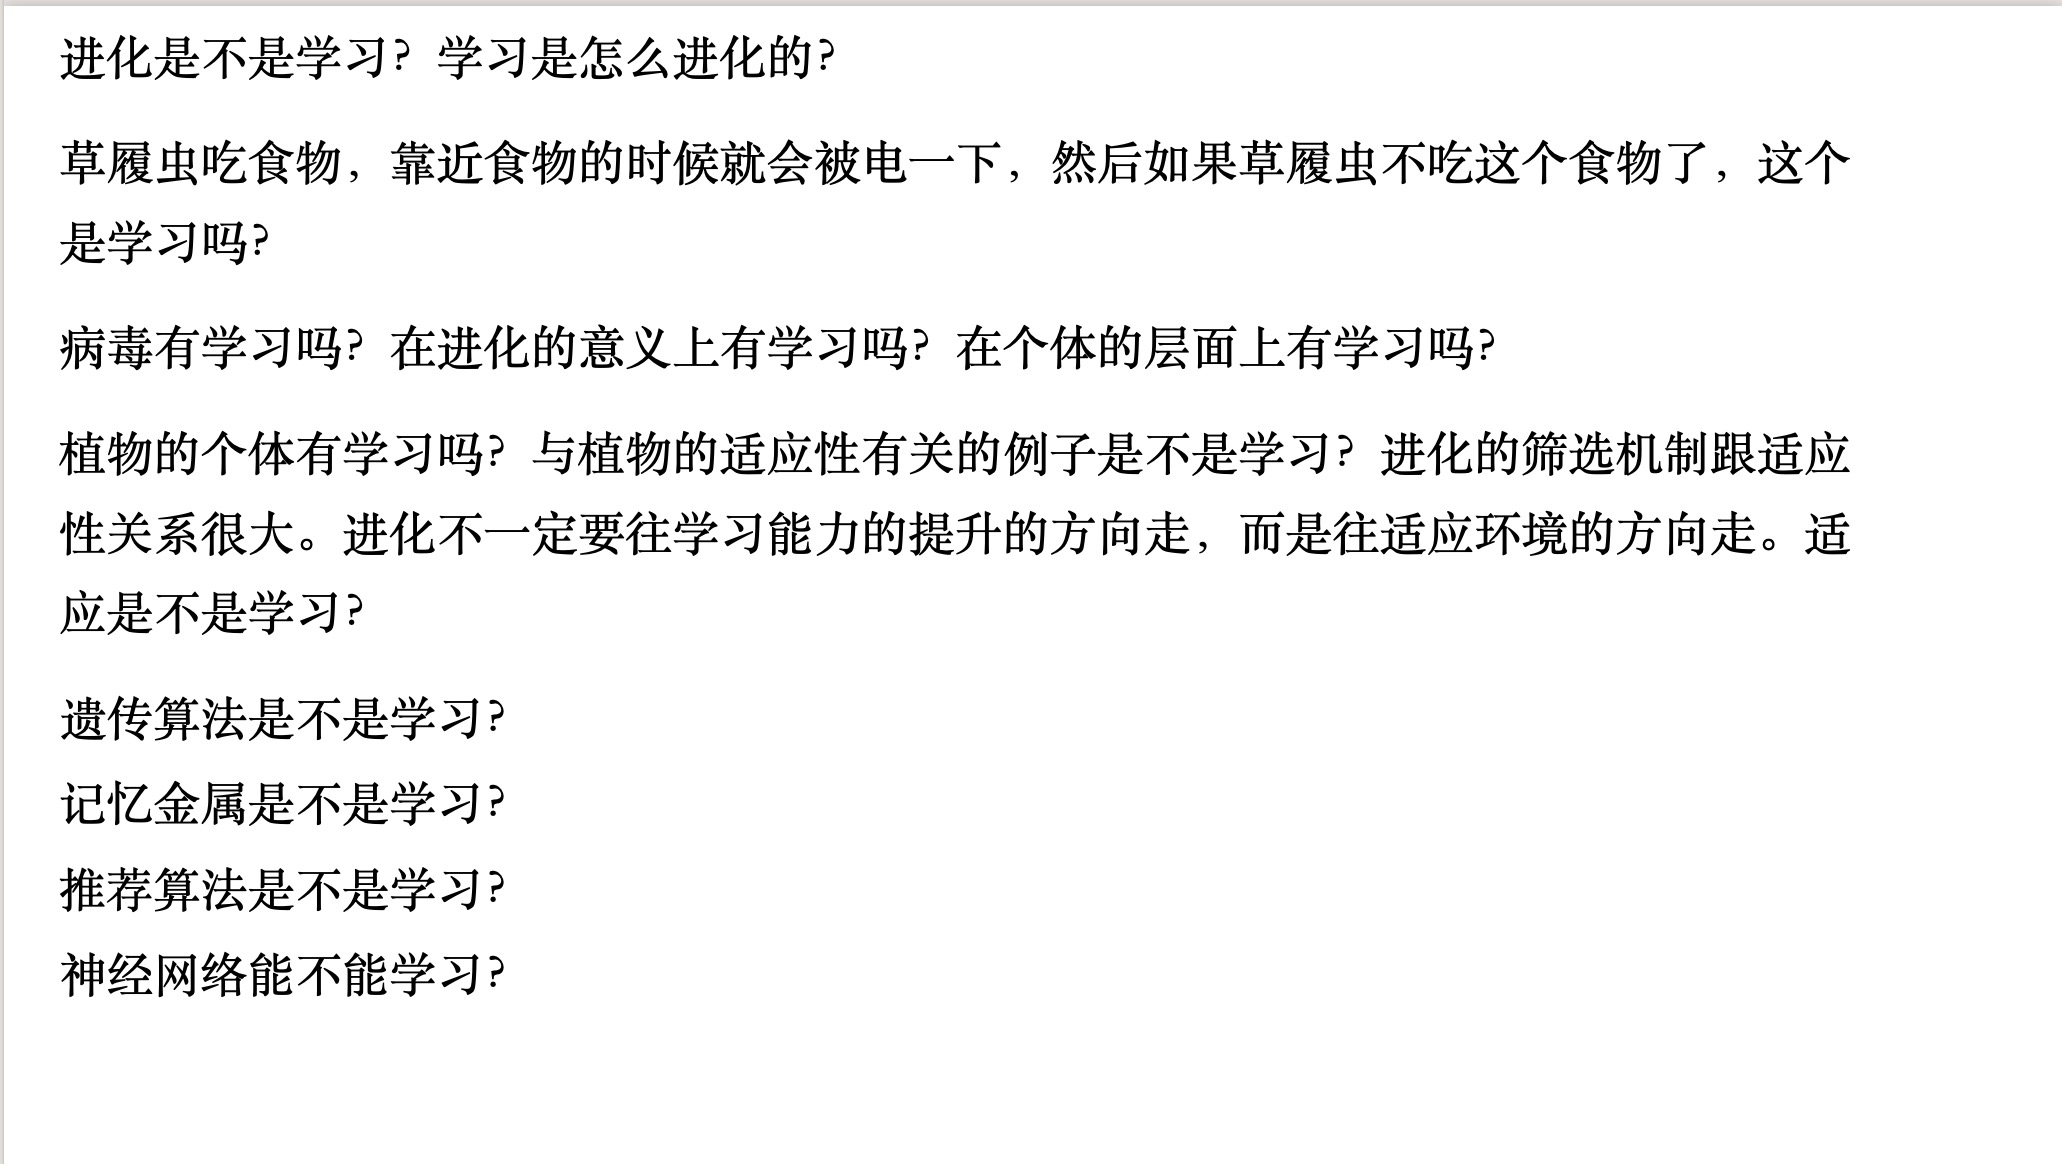 进化是不是学习？学习是怎么进化的？
草履虫吃食物，靠近食物的时候就会被电一下，然后如果草履虫不吃这个食物了，这个
是学习吗？
病毒有学习吗？在进化的意义上有学习吗？在个体的层面上有学习吗？
植物的个体有学习吗？与植物的适应性有关的例子是不是学习？进化的筛选机制跟适应
性关系很大。进化不一定要往学习能力的提升的方向走，而是往适应环境的方向走。适
应是不是学习？
遗传算法是不是学习？
记忆金属是不是学习？
推荐算法是不是学习？
神经网络能不能学习？